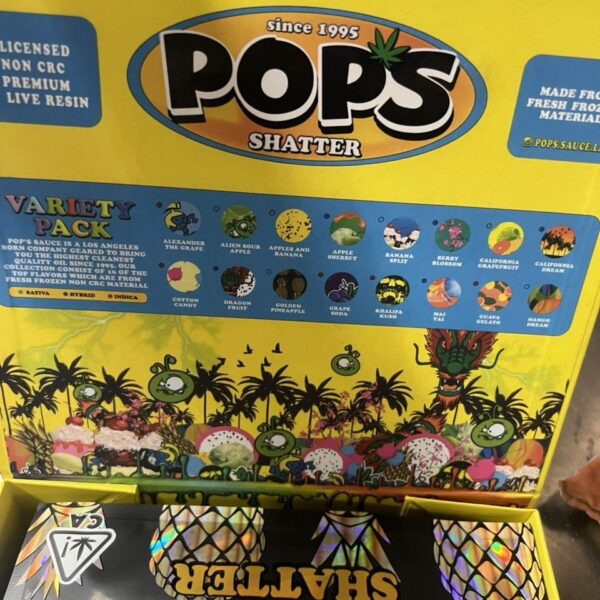 LICENSED
NON CRC
PREMIUM
LIVE RESIN
since 1995
POP'S
SHATTER
MADE FRO
FRESH FROZ
MATERIAL
POPS.SAUCE.LA
VARIETY
PACK
POP'S SAUCE IS A LOS ANGELES
BORN COMPANY GEARED TO BRING
YOU THE HIGHEST CLEANEST
QUALITY OIL SINCE 1995. OUR
COLLECTION CONSIST OF 16 OF THE
TOP FLAVORS WHICH ARE FROM
FRESH FROZEN NON CRC MATERIAL
SATIVA HYBRID INDICA
ALEXANDER
THE GRAPE
ALIEN SOUR
APPLE
APPLES AND
BANANA
APPLE
SHERBET
BANANA
SPLIT
BERRY
BLOSSOM
CALIFORNIA
GRAPEFRUIT
CALIFORNIA
DREAM
COTTON
CANDY
DRAGON
FRUIT
GOLDEN
PINEAPPLE
GRAPE
SODA
KHALIFA
KUSH
MAI
TAI
GUAVA
GELATO
MANGO
DREAM
!
CA
SHATTER